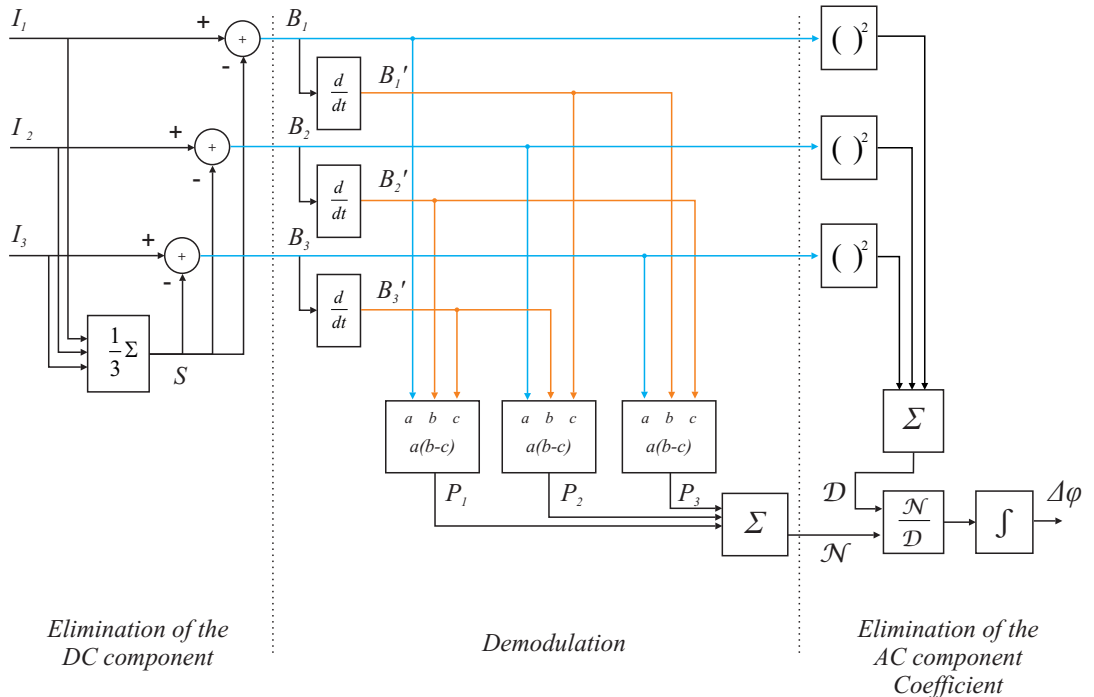 I₁ + + B₁ ( )²
- d/dt B₁'
I₂ + + B₂ ( )²
- d/dt B₂'
I₃ + + B₃ ( )²
- d/dt B₃'
1/3 Σ S
a b c a b c a b c Σ
a(b-c) a(b-c) a(b-c)
P₁ P₂ P₃ 𝒟 Δφ
Σ 𝒩 𝒩/𝒟 ∫
Elimination of the
DC component
Demodulation
Elimination of the
AC component
Coefficient